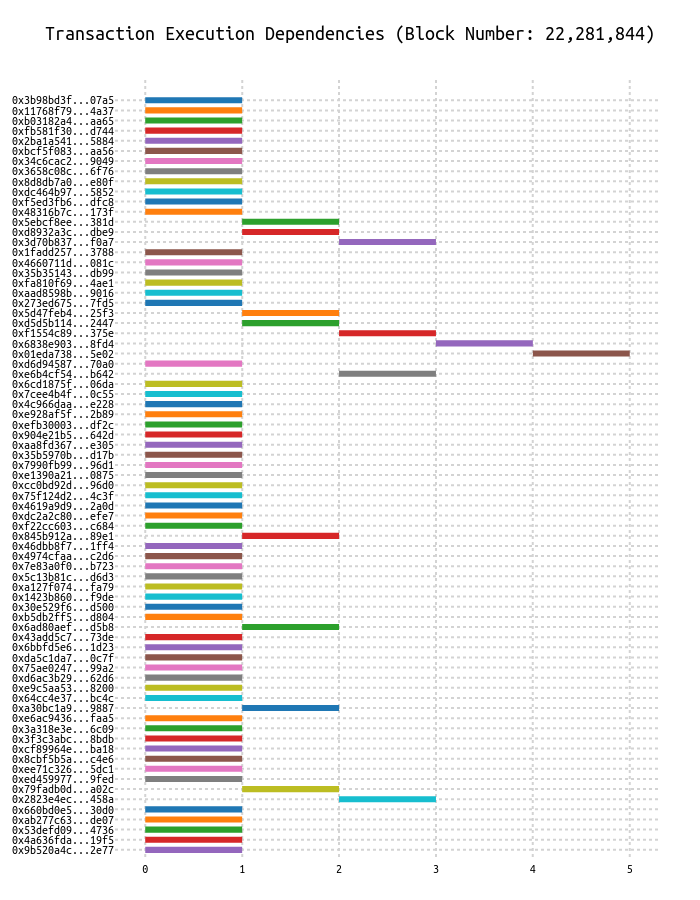 Transaction Execution Dependencies (Block Number: 22,281,844)
0x3b98bd3f...07a5
0x11768f79...4a37
0xb03182a4...aa65
0xfb581f30...d744
0x2ba1a541...5884
0xbcf5f083...aa56
0x34c6cac2...9049
0x3658c08c...6f76
0x8d8db7a0...e80f
0xdc464b97...5852
0xf5ed3fb6...dfc8
0x48316b7c...173f
0x5ebcf8ee...381d
0xd8932a3c...dbe9
0x3d70b837...f0a7
0x1fadd257...3788
0x4660711d...081c
0x35b35143...db99
0xfa810f69...4ae1
0xaad8598b...9016
0x273ed675...7fd5
0x5d47feb4...25f3
0xd5d5b114...2447
0xf1554c89...375e
0x6838e903...8fd4
0x01eda738...5e02
0xd6d94587...70a0
0xe6b4cf54...b642
0x6cd1875f...06da
0x7cee4b4f...0c55
0x4c966daa...e228
0xe928af5f...2b89
0xefb30003...df2c
0x904e21b5...642d
0xaa8fd367...e305
0x35b5970b...d17b
0x7990fb99...96d1
0xe1390a21...0875
0xcc0bd92d...96d0
0x75f124d2...4c3f
0x4619a9d9...2a0d
0xdc2a2c80...efe7
0xf22cc603...c684
0x845b912a...89e1
0x46dbb8f7...1ff4
0x4974cfaa...c2d6
0x7e83a0f0...b723
0x5c13b81c...d6d3
0xa127f074...fa79
0x1423b860...f9de
0x30e529f6...d500
0xb5db2ff5...d804
0x6ad80aef...d5b8
0x43add5c7...73de
0x6bbfd5e6...1d23
0xda5c1da7...0c7f
0x75ae0247...99a2
0xd6ac3b29...62d6
0xe9c5aa53...8200
0x64cc4e37...bc4c
0xa30bc1a9...9887
0xe6ac9436...faa5
0x3a318e3e...6c09
0x3f3c3abc...8bdb
0xcf89964e...ba18
0x8cbf5b5a...c4e6
0xee71c326...5dc1
0xed459977...9fed
0x79fadb0d...a02c
0x2823e4ec...458a
0x660bd0e5...30d0
0xab277c63...de07
0x53defd09...4736
0x4a636fda...19f5
0x9b520a4c...2e77
0 1 2 3 4 5